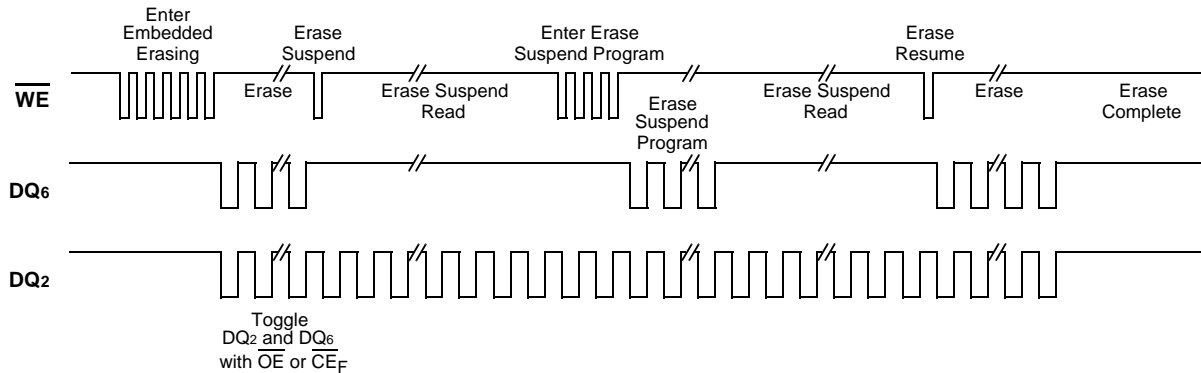 Enter
Embedded
Erasing
Erase
Suspend
Enter Erase
Suspend Program
Erase
Resume
WE
Erase
Erase Suspend
Read
Erase
Suspend
Program
Erase Suspend
Read
Erase
Erase
Complete
DQ6
DQ2
Toggle
DQ2 and DQ6
with OE or CEF